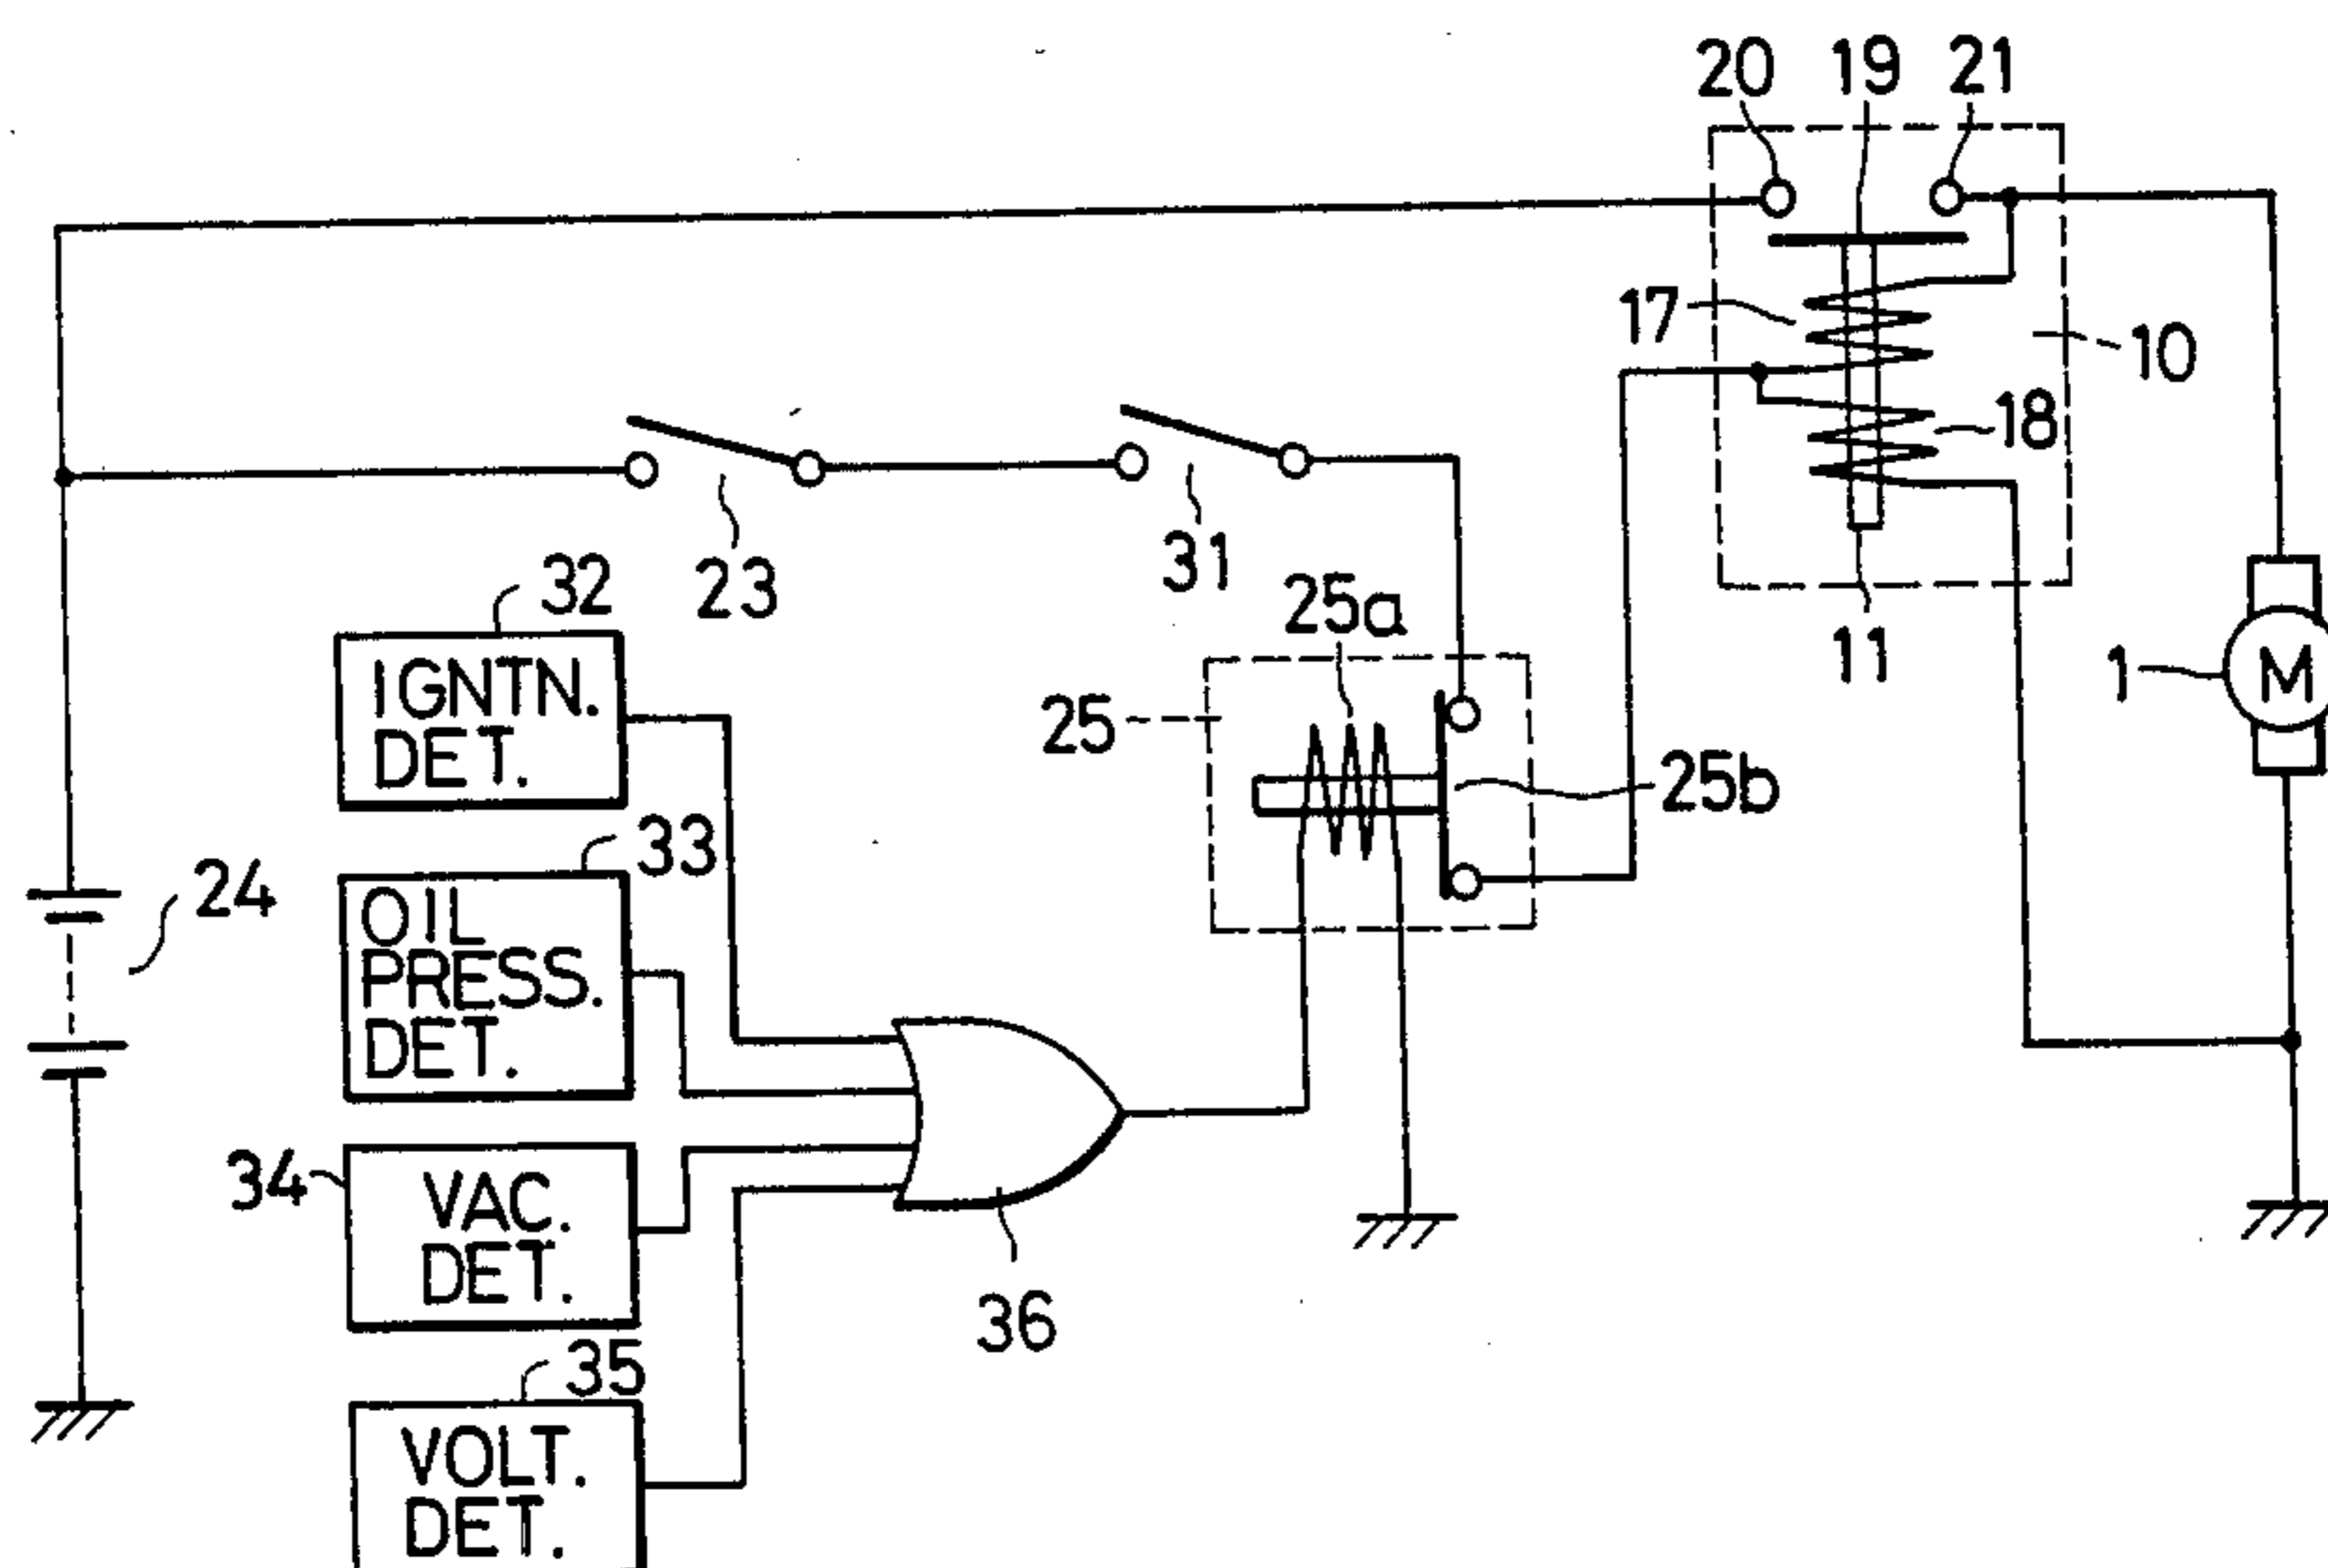 20 19 21
17
10
18
23
31
11
32
IGNTN.
DET.
25a
25
25b
1
M
33
OIL
PRESS.
DET.
24
34
VAC.
DET.
36
35
VOLT.
DET.